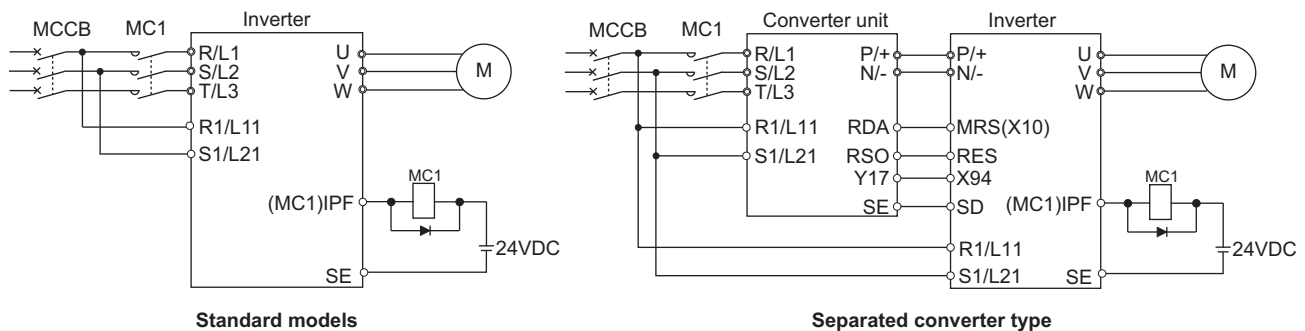 Inverter
MCCB
MC1
R/L1
S/L2
T/L3
R1/L11
S1/L21
U
V
W
M
MC1
(MC1)IPF
24VDC
SE
Standard models
Converter unit
Inverter
MCCB
MC1
R/L1
S/L2
T/L3
R1/L11
S1/L21
P/+
N/-
RDA
RSO
Y17
SE
P/+
N/-
MRS(X10)
RES
X94
SD
R1/L11
S1/L21
U
V
W
M
MC1
(MC1)IPF
24VDC
SE
Separated converter type